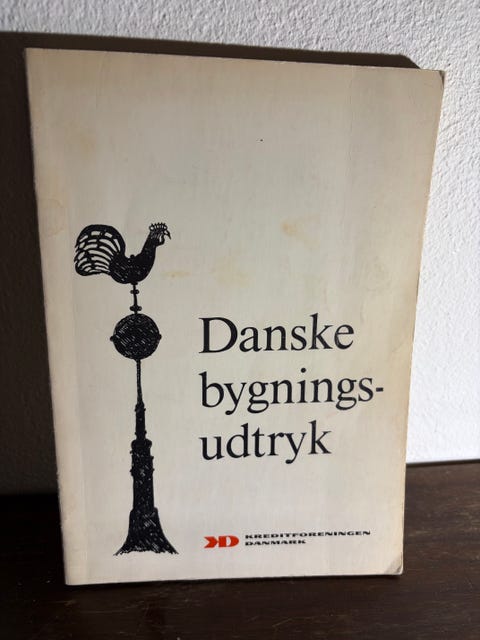 Danske
bygnings-
udtryk
KD KREDITFORENINGEN
DANMARK